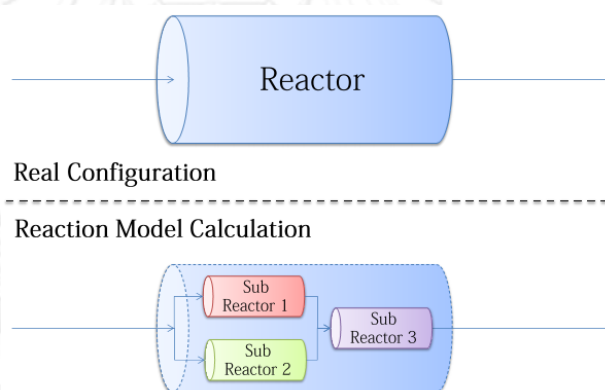 Reactor
Real Configuration
Reaction Model Calculation
Sub
Reactor 1
Sub
Reactor 2
Sub
Reactor 3